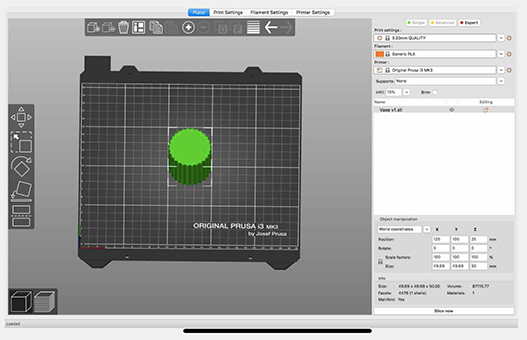 Plater Print Settings Filament Settings Printer Settings
Simple Advanced Expert
Print settings :
0.20mm QUALITY
Filament :
Generic PLA
Printer :
Original Prusa i3 MK3
Supports: None
Infill: 15% Brim:
Name Editing
Vase v1.stl
ORIGINAL PRUSA i3 MK3
by Josef Prusa
Object manipulation
World coordinates X Y Z
Position: 125 105 25 mm
Rotate: 0 0 0 °
Scale factors: 100 100 100 %
Size: 49.69 49.69 50 mm
Info
Size: 49.69 x 49.69 x 50.00 Volume: 87115.77
Facets: 4476 (1 shells) Materials: 1
Manifold: Yes
Slice now
Loaded